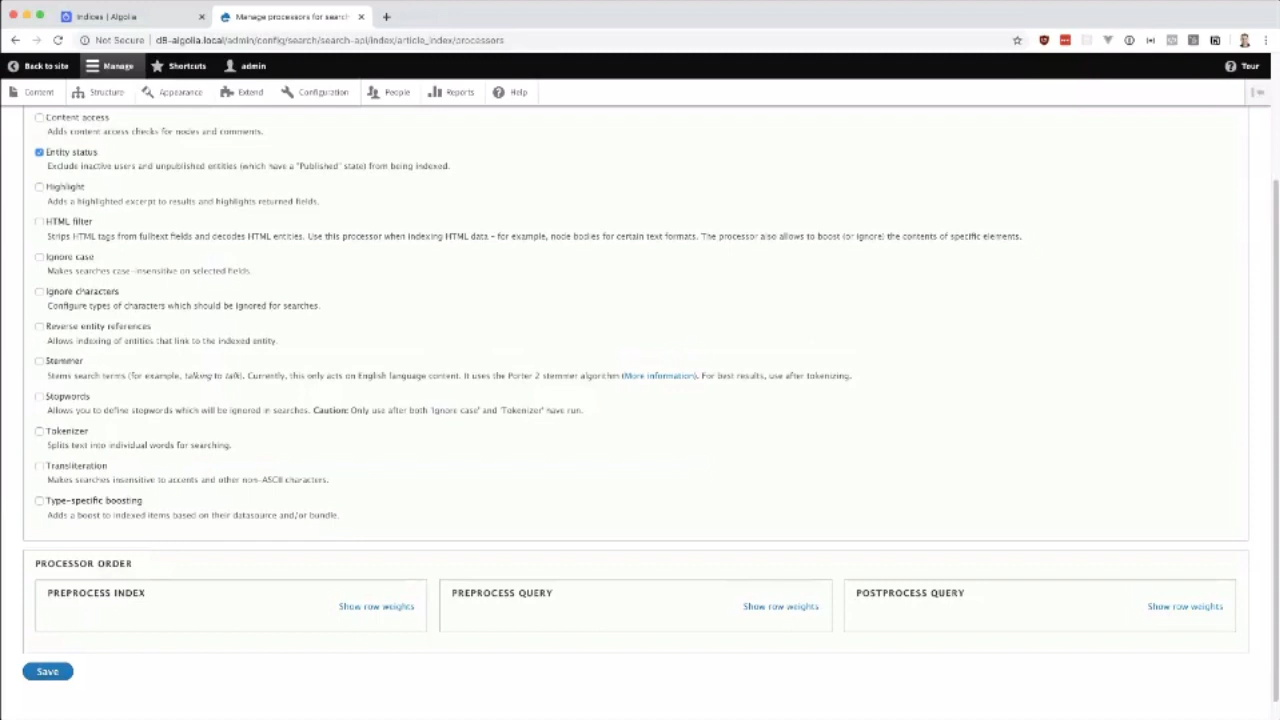 Indices | Algolia
Manage processors for search
Not Secure | d8-algolia.local/admin/config/search/search-api/index/article_index/processors
Back to site Manage Shortcuts admin Tour
Content Structure Appearance Extend Configuration People Reports Help
Content access
Adds content access checks for nodes and comments.
Entity status
Exclude inactive users and unpublished entities (which have a "Published" state) from being indexed.
Highlight
Adds a highlighted excerpt to results and highlights returned fields.
HTML filter
Strips HTML tags from fulltext fields and decodes HTML entities. Use this processor when indexing HTML data – for example, node bodies for certain text formats. The processor also allows to boost (or ignore) the contents of specific elements.
Ignore case
Makes searches case-insensitive on selected fields.
Ignore characters
Configure types of characters which should be ignored for searches.
Reverse entity references
Allows indexing of entities that link to the indexed entity.
Stemmer
Stems search terms (for example, talking to talk). Currently, this only acts on English language content. It uses the Porter 2 stemmer algorithm (More information). For best results, use after tokenizing.
Stopwords
Allows you to define stopwords which will be ignored in searches. Caution: Only use after both 'Ignore case' and 'Tokenizer' have run.
Tokenizer
Splits text into individual words for searching.
Transliteration
Makes searches insensitive to accents and other non-ASCII characters.
Type-specific boosting
Adds a boost to indexed items based on their datasource and/or bundle.
PROCESSOR ORDER
PREPROCESS INDEX
Show row weights
PREPROCESS QUERY
Show row weights
POSTPROCESS QUERY
Show row weights
Save